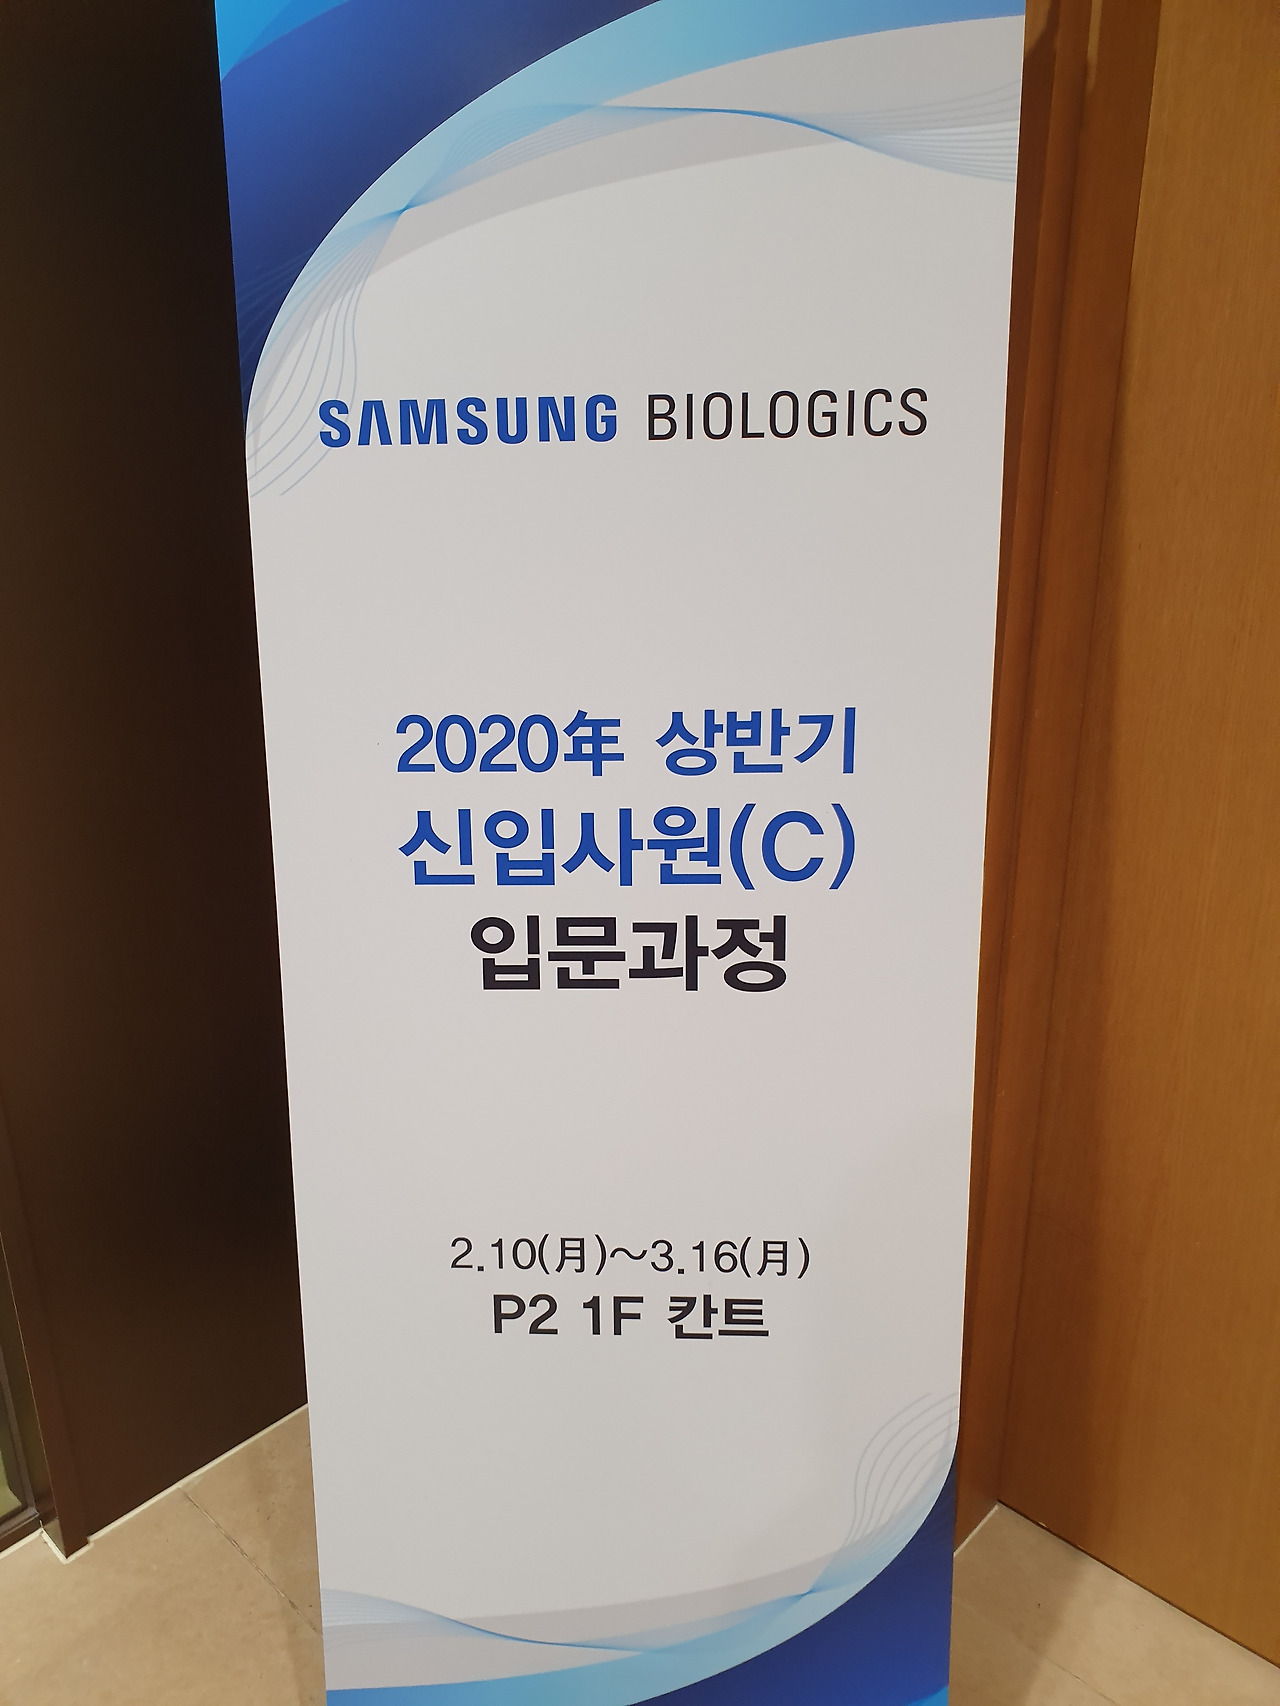 SAMSUNG BIOLOGICS
2020年 상반기
신입사원(C)
입문과정
2.10(月)~3.16(月)
P2 1F 칸트